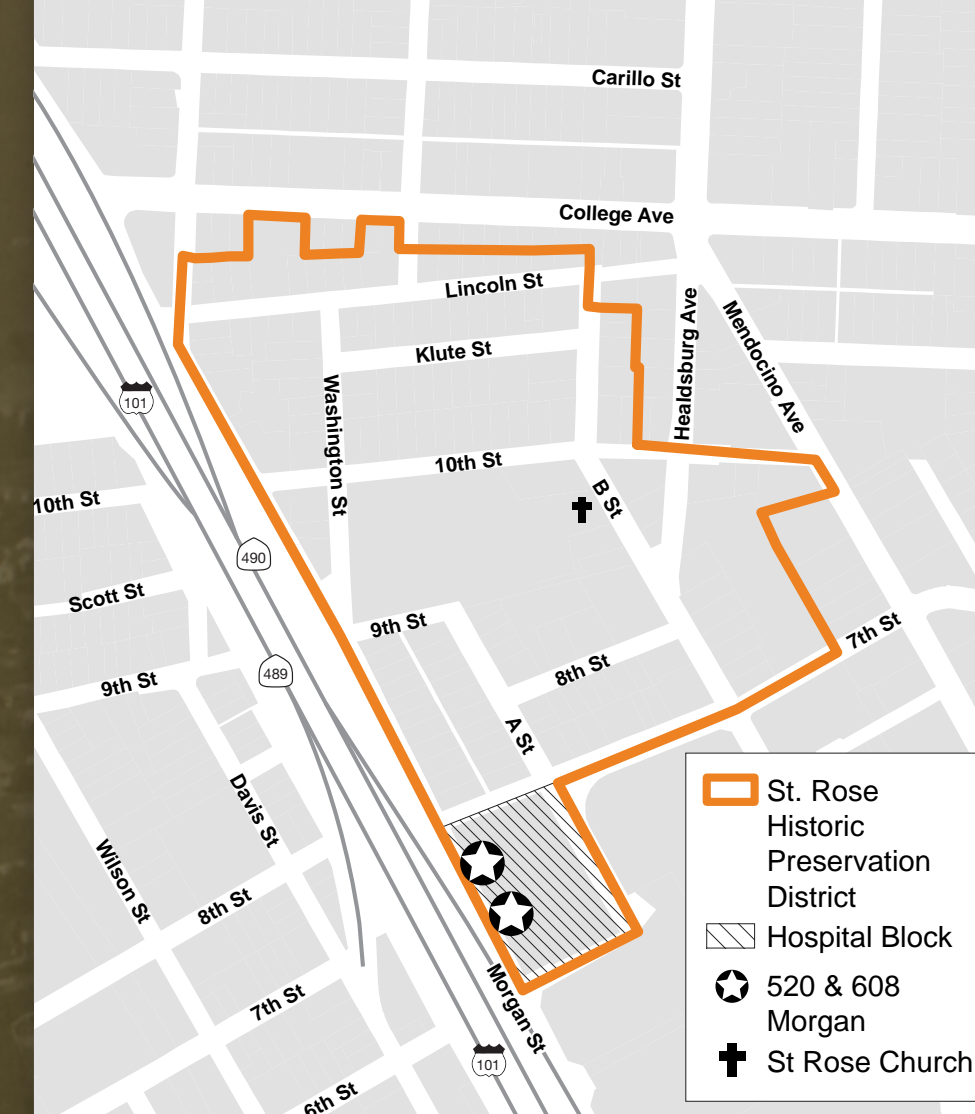 Carillo St
College Ave
Lincoln St
Healdsburg Ave
Mendocino Ave
Klute St
Washington St
101
10th St
10th St
B St
490
Scott St
9th St
7th St
8th St
489
9th St
A St
Davis St
St. Rose
Historic
Preservation
District
Wilson St
8th St
Hospital Block
Morgan St
520 & 608
Morgan
7th St
St Rose Church
101
6th St